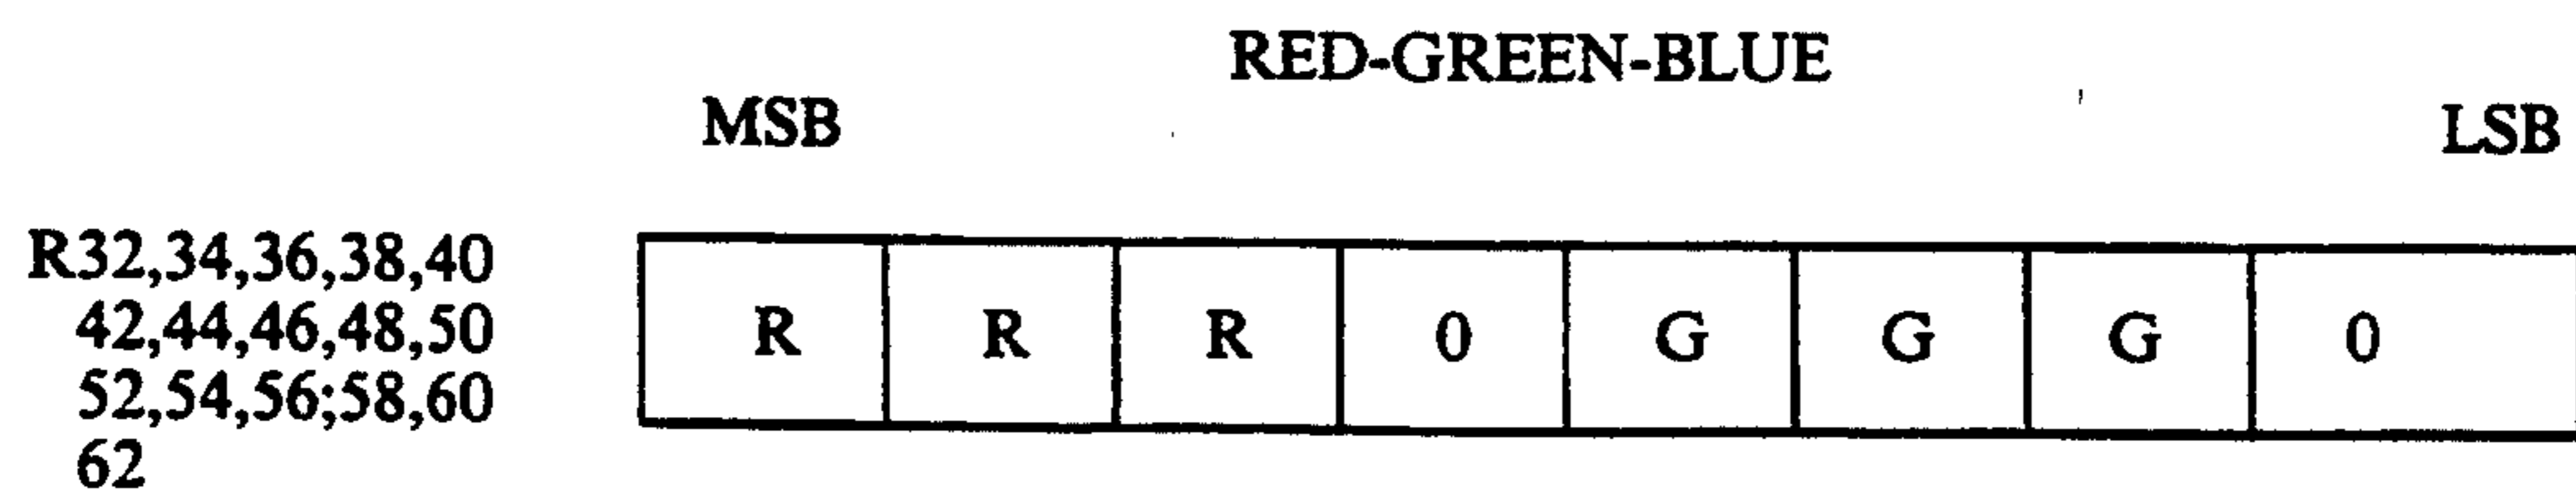 RED-GREEN-BLUE
MSB LSB
R32,34,36,38,40
42,44,46,48,50
52,54,56;58,60
62
R R R 0 G G G 0